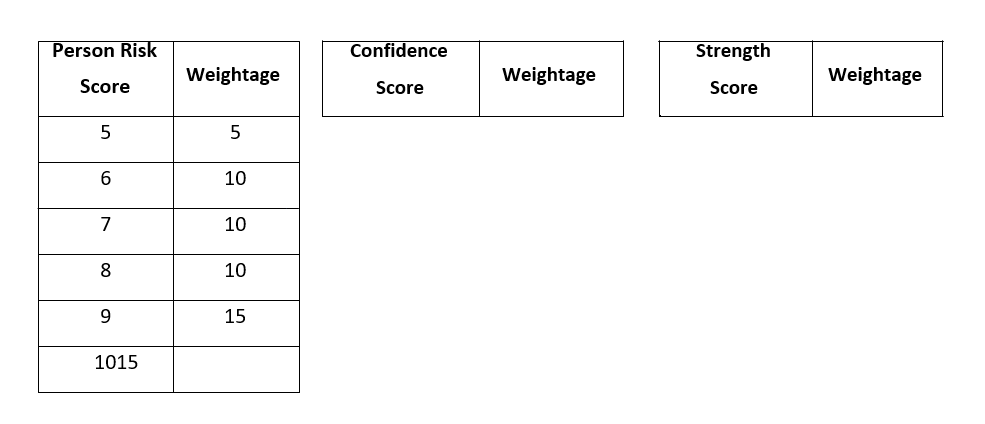 Person Risk Score Weightage
5 5
6 10
7 10
8 10
9 15
1015
Confidence Score Weightage
Strength Score Weightage